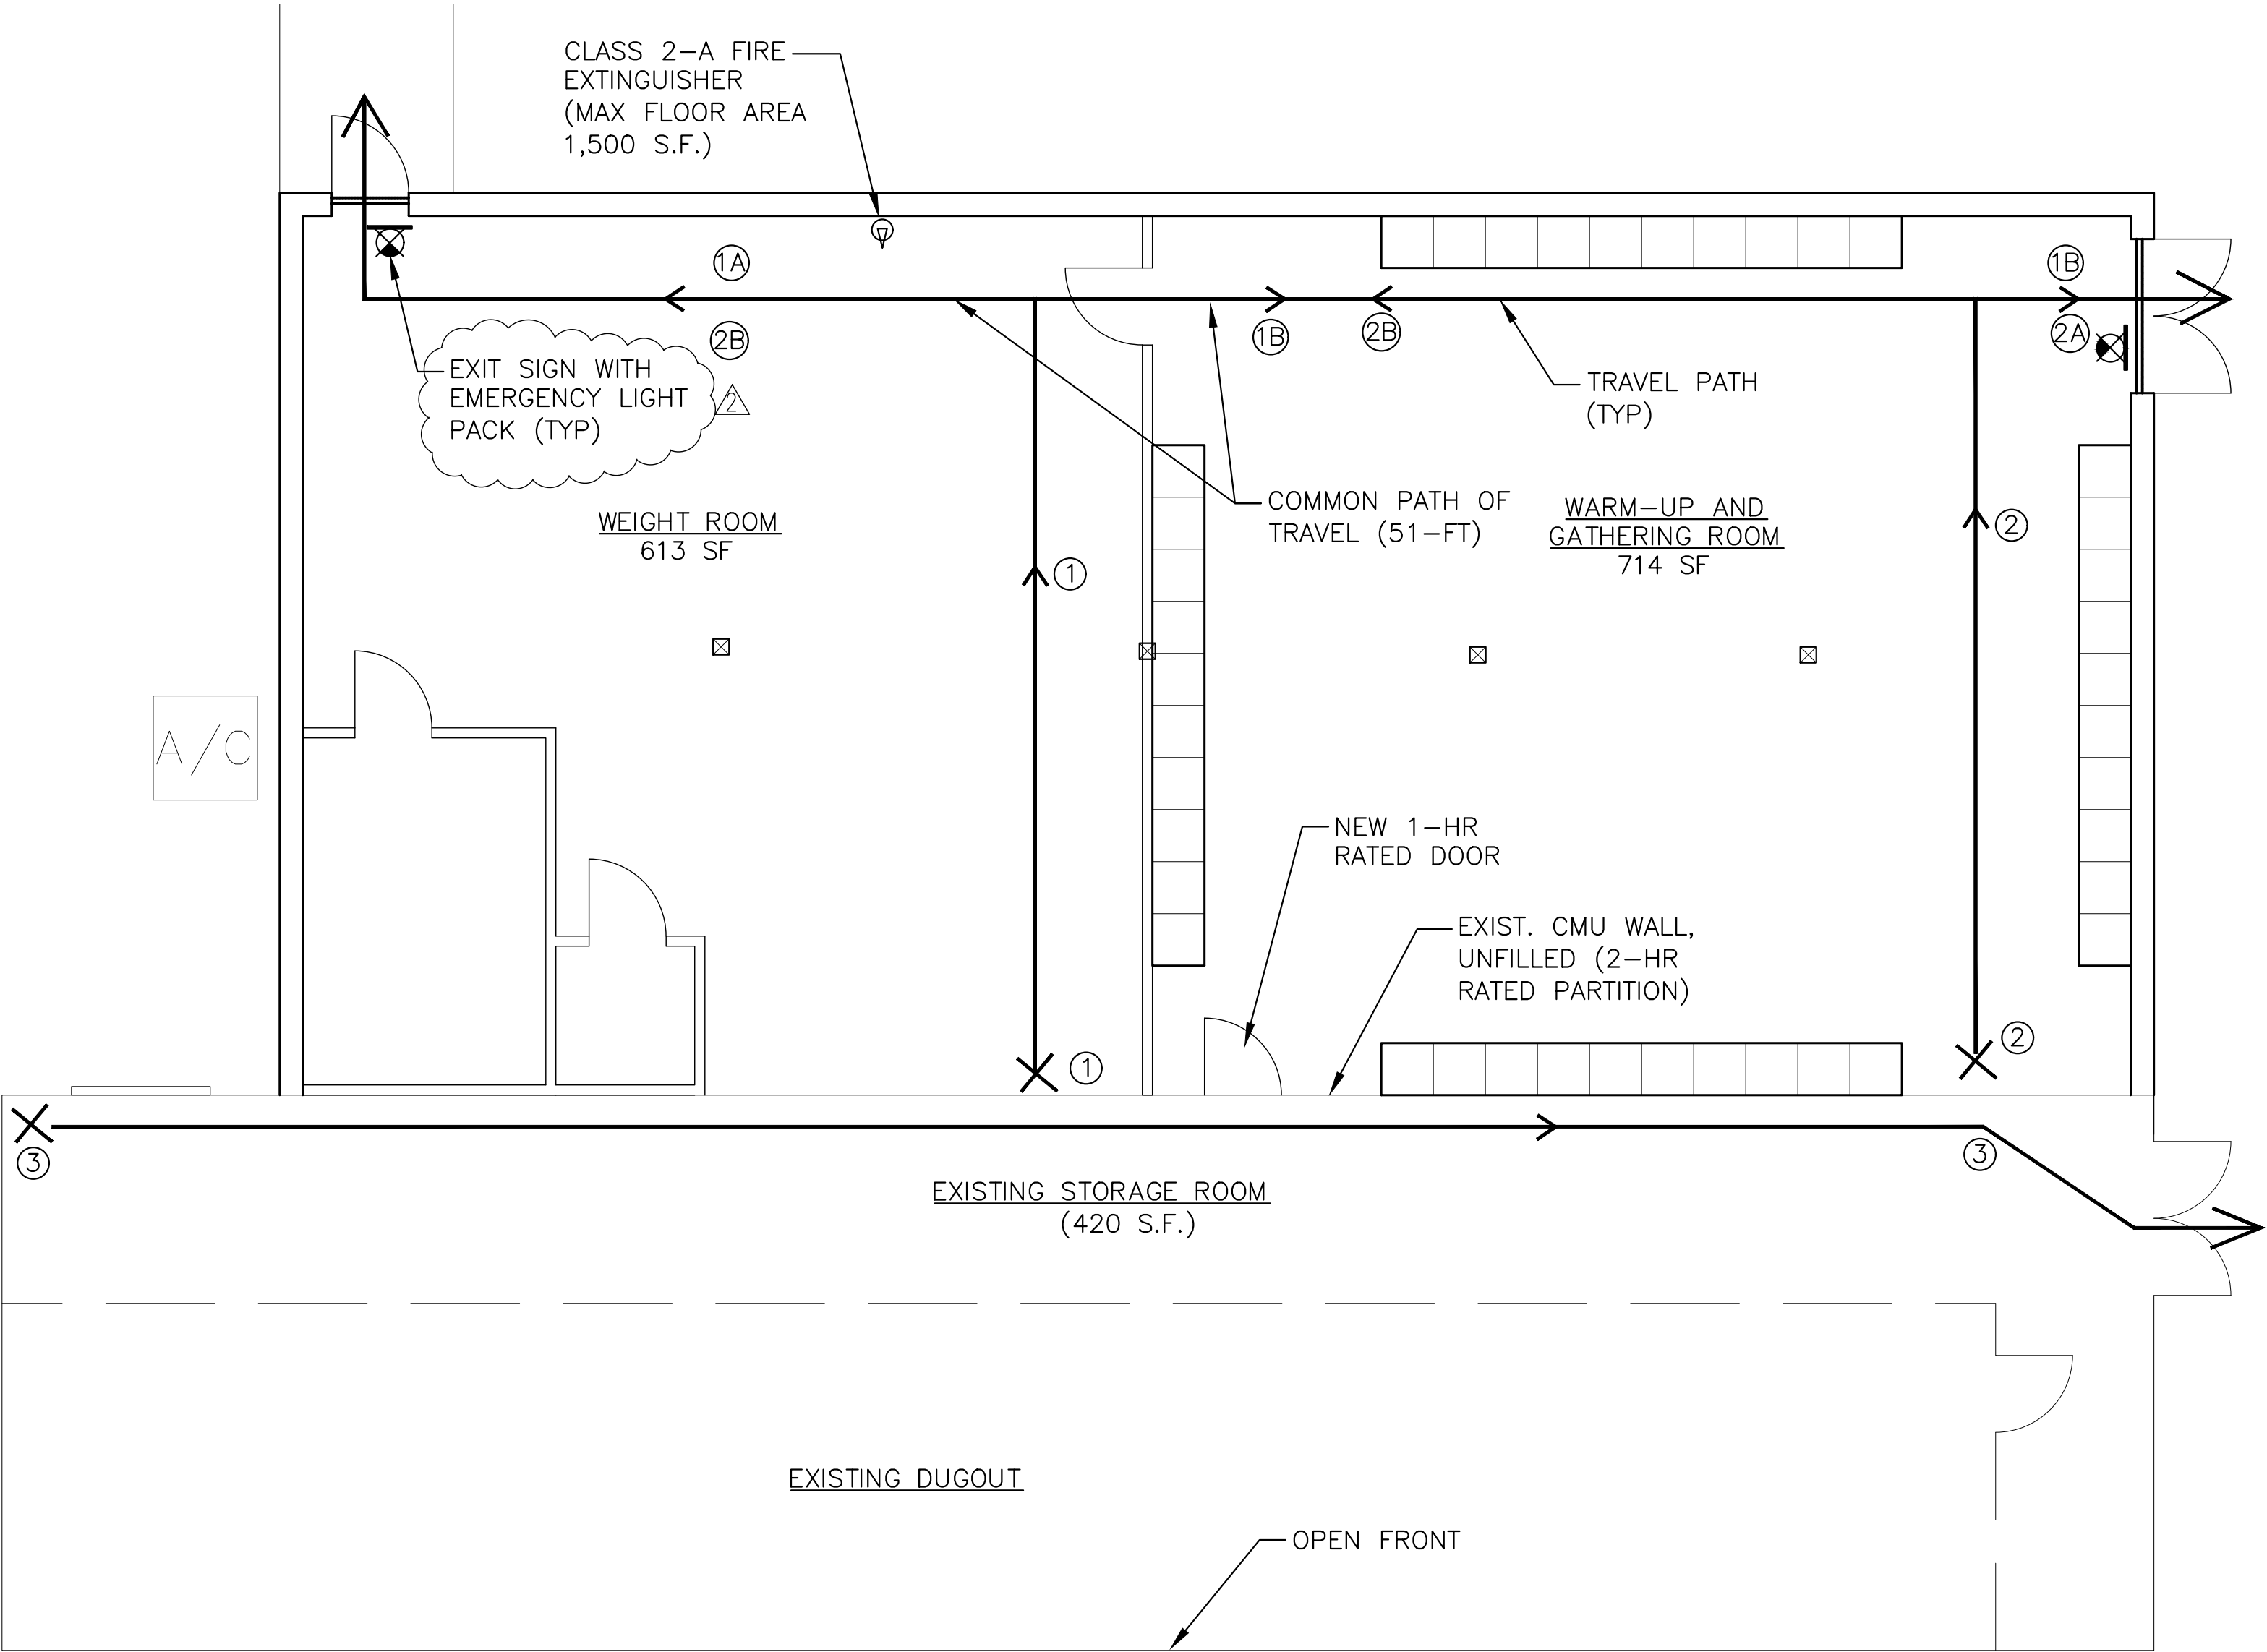 CLASS 2-A FIRE
EXTINGUISHER
(MAX FLOOR AREA
1,500 S.F.)
1A
1B
2B
1B
2B
2A
EXIT SIGN WITH
EMERGENCY LIGHT
PACK (TYP)
2
TRAVEL PATH
(TYP)
COMMON PATH OF
TRAVEL (51-FT)
WEIGHT ROOM
613 SF
WARM-UP AND
GATHERING ROOM
714 SF
2
1
A/C
NEW 1-HR
RATED DOOR
EXIST. CMU WALL,
UNFILLED (2-HR
RATED PARTITION)
1
2
3
3
EXISTING STORAGE ROOM
(420 S.F.)
EXISTING DUGOUT
OPEN FRONT